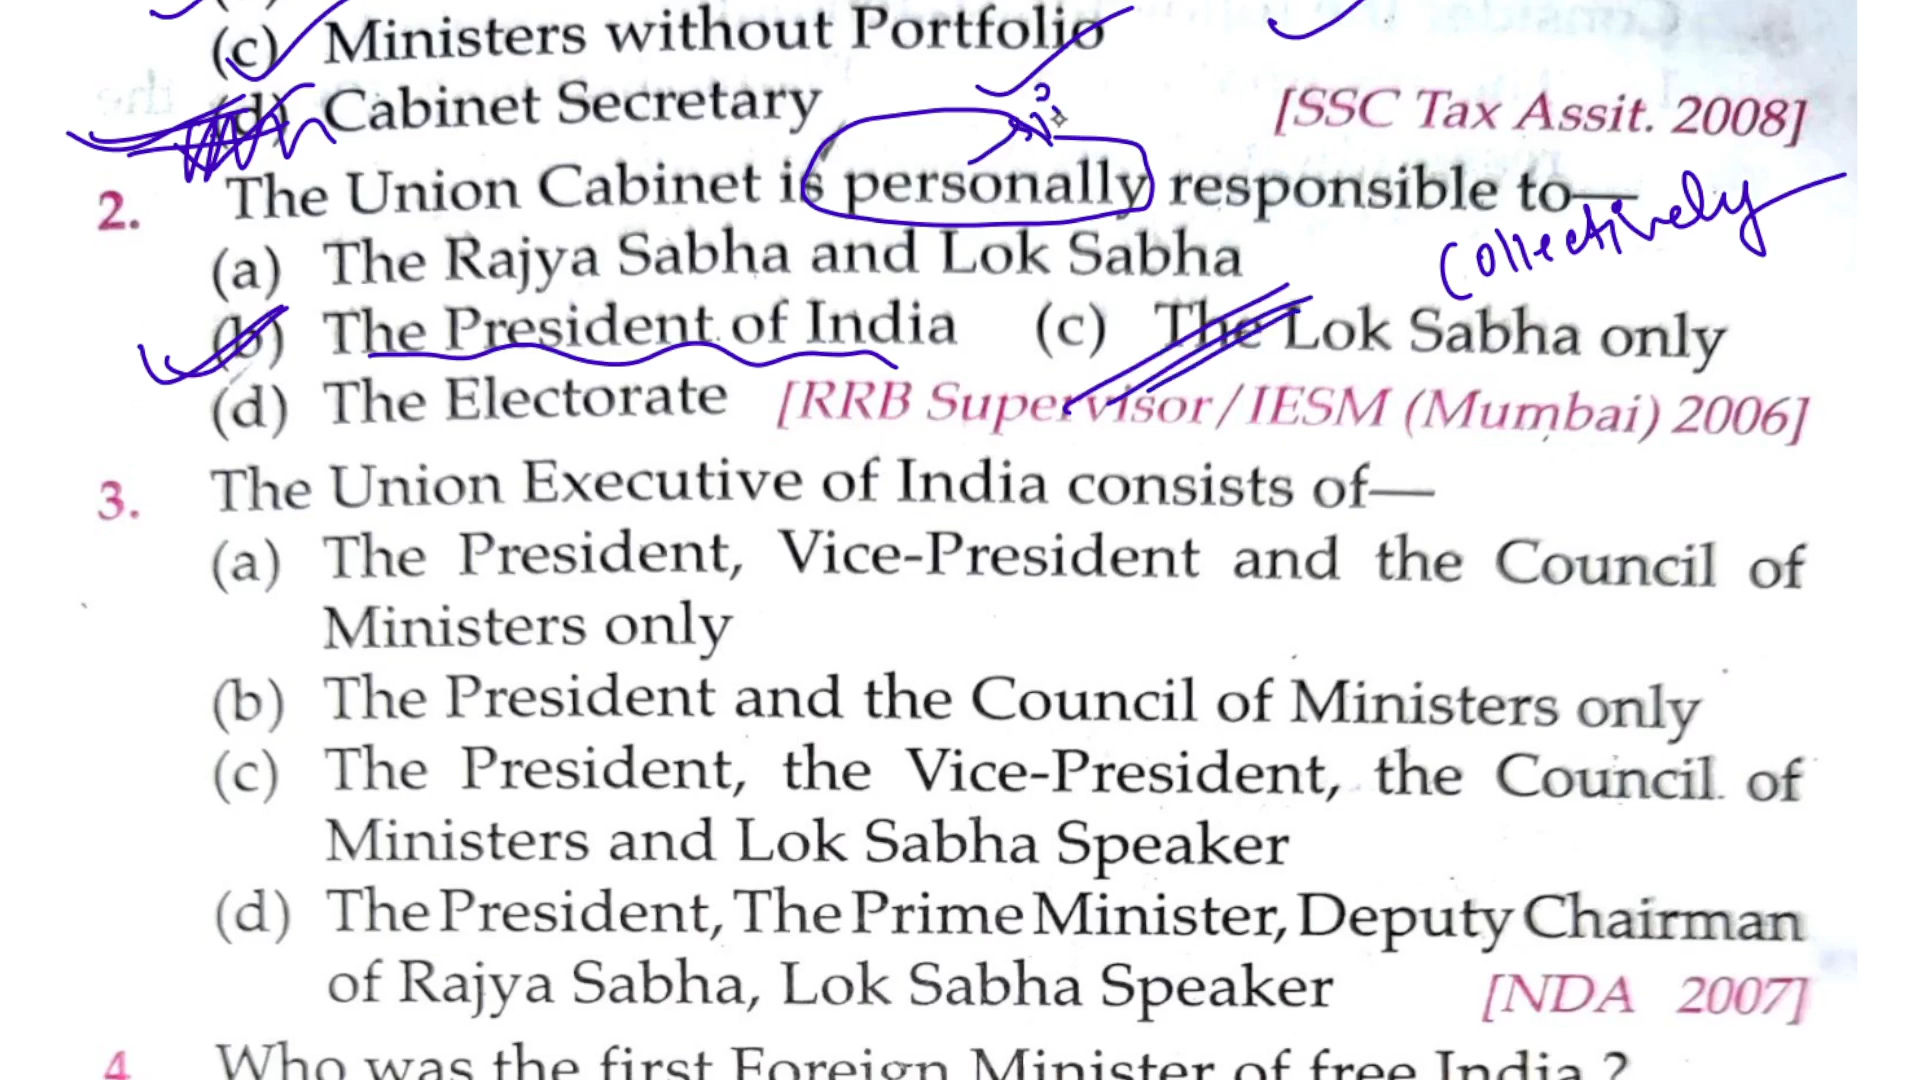 (c) Ministers without Portfolio
(d) Cabinet Secretary [SSC Tax Assit. 2008]
2. The Union Cabinet is personally responsible to—
Collectively
(a) The Rajya Sabha and Lok Sabha
(b) The President of India (c) The Lok Sabha only
(d) The Electorate [RRB Supervisor/IESM (Mumbai) 2006]
3. The Union Executive of India consists of—
(a) The President, Vice-President and the Council of
Ministers only
(b) The President and the Council of Ministers only
(c) The President, the Vice-President, the Council of
Ministers and Lok Sabha Speaker
(d) The President, The Prime Minister, Deputy Chairman
of Rajya Sabha, Lok Sabha Speaker [NDA 2007]
4 Who was the first Foreign Minister of free India ?